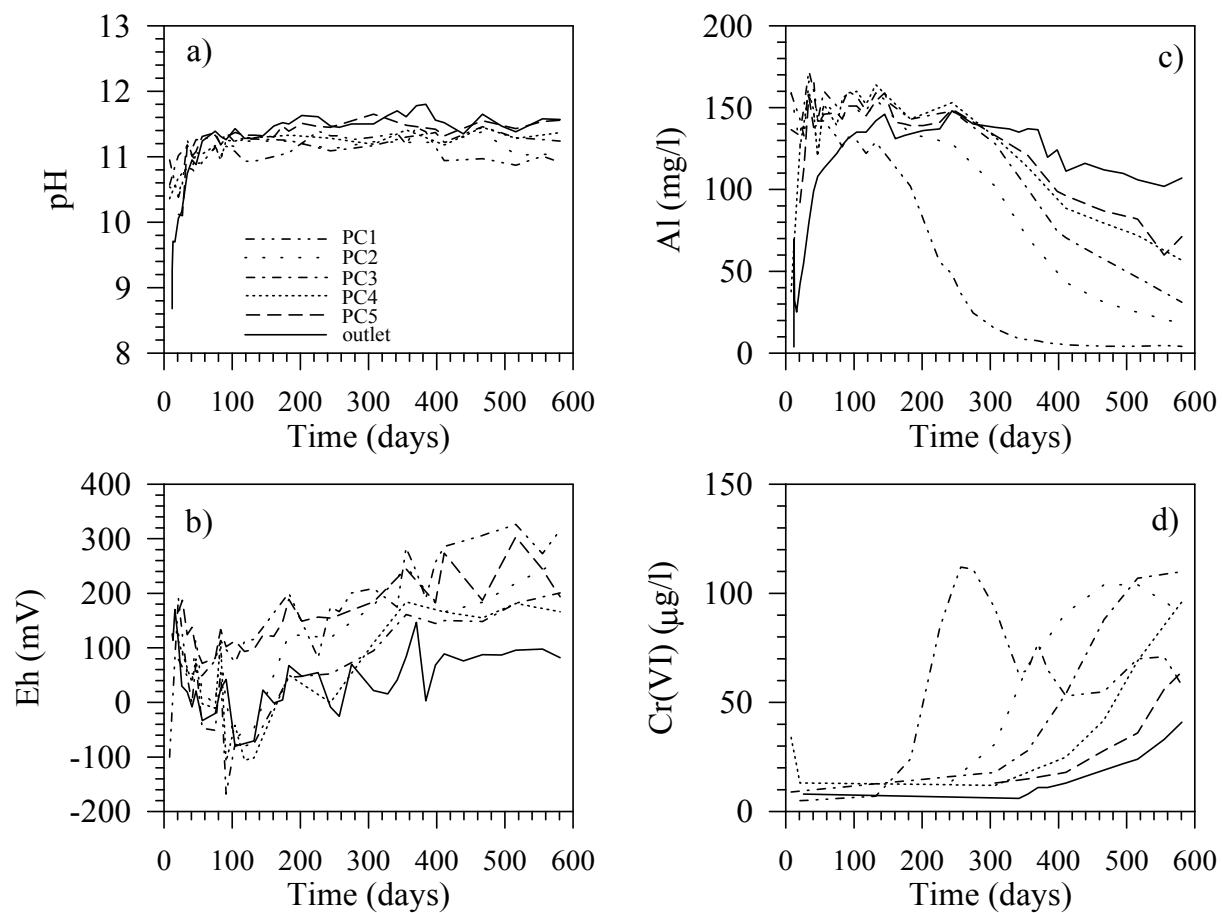 13
12
11
10
9
8
pH
a)
PC1
PC2
PC3
PC4
PC5
outlet
0 100 200 300 400 500 600
Time (days)
200
150
100
50
0
Al (mg/l)
c)
0 100 200 300 400 500 600
Time (days)
400
300
200
100
0
-100
-200
Eh (mV)
b)
0 100 200 300 400 500 600
Time (days)
150
100
50
0
Cr(VI) (µg/l)
d)
0 100 200 300 400 500 600
Time (days)